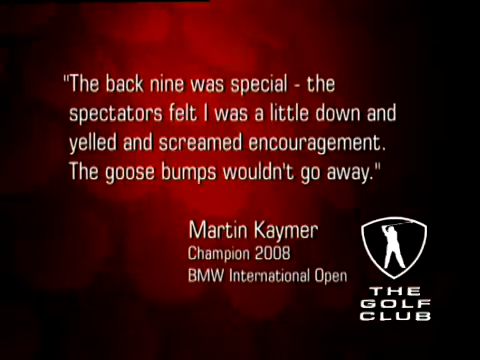 "The back nine was special - the
spectators felt I was a little down and
yelled and screamed encouragement.
The goose bumps wouldn't go away."
Martin Kaymer
Champion 2008
BMW International Open
THE
GOLF
CLUB